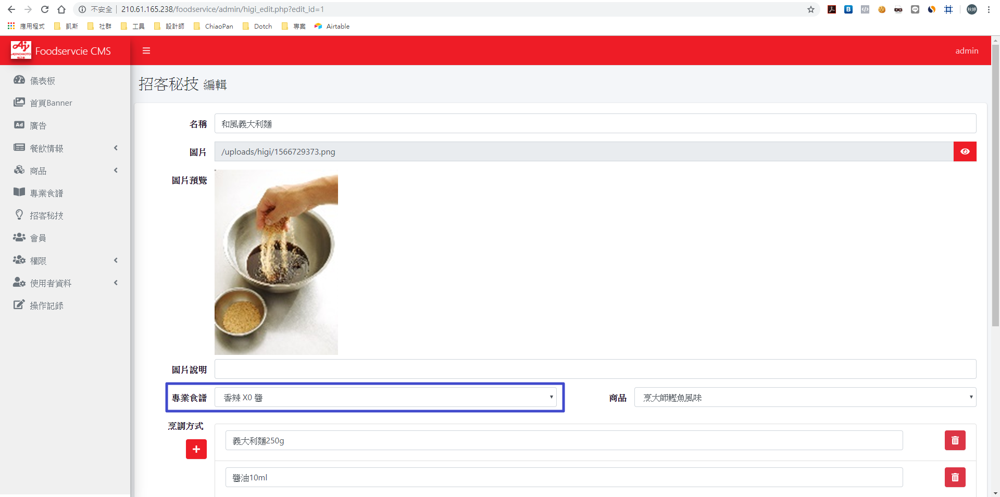 不安全 210.61.165.238/foodservice/admin/higi_edit.php?edit_id=1
秋婷
應用程式 凱斯 社群 工具 設計師 ChiaoPan Dotch 專案 Airtable
AJINOMOTO
Foodservcie CMS
admin
儀表板
首頁Banner
Ad 廣告
餐飲情報
商品
專業食譜
招客秘技
會員
權限
使用者資料
操作記錄
招客秘技 編輯
名稱 和風義大利麵
圖片 /uploads/higi/1566729373.png
圖片預覽
圖片說明
專業食譜 香辣 XO 醬 商品 烹大師鰹魚風味
烹調方式
義大利麵250g
醬油10ml